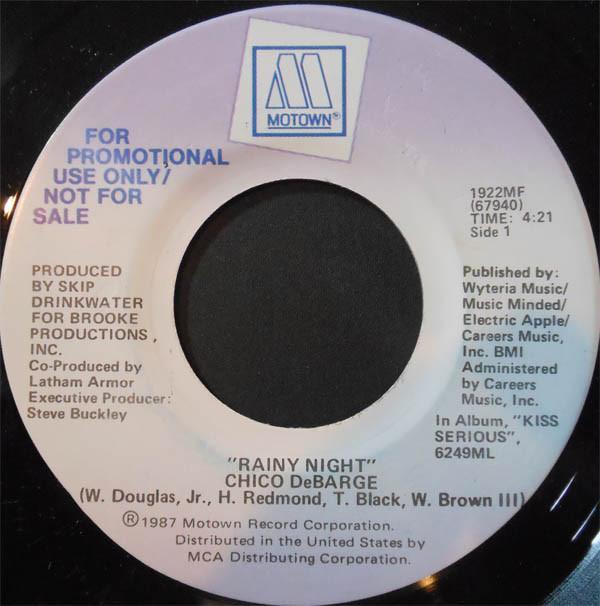 MOTOWN®
FOR
PROMOTIONAL
USE ONLY/
NOT FOR
SALE
1922MF
(67940)
TIME: 4:21
Side 1
PRODUCED
BY SKIP
DRINKWATER
FOR BROOKE
PRODUCTIONS,
INC.
Co-Produced by
Latham Armor
Executive Producer:
Steve Buckley
Published by:
Wyteria Music/
Music Minded/
Electric Apple/
Careers Music,
Inc. BMI
Administered
by Careers
Music, Inc.
In Album, "KISS
SERIOUS",
6249ML
"RAINY NIGHT"
CHICO DeBARGE
(W. Douglas, Jr., H. Redmond, T. Black, W. Brown III)
Ⓡ1987 Motown Record Corporation.
Distributed in the United States by
MCA Distributing Corporation.